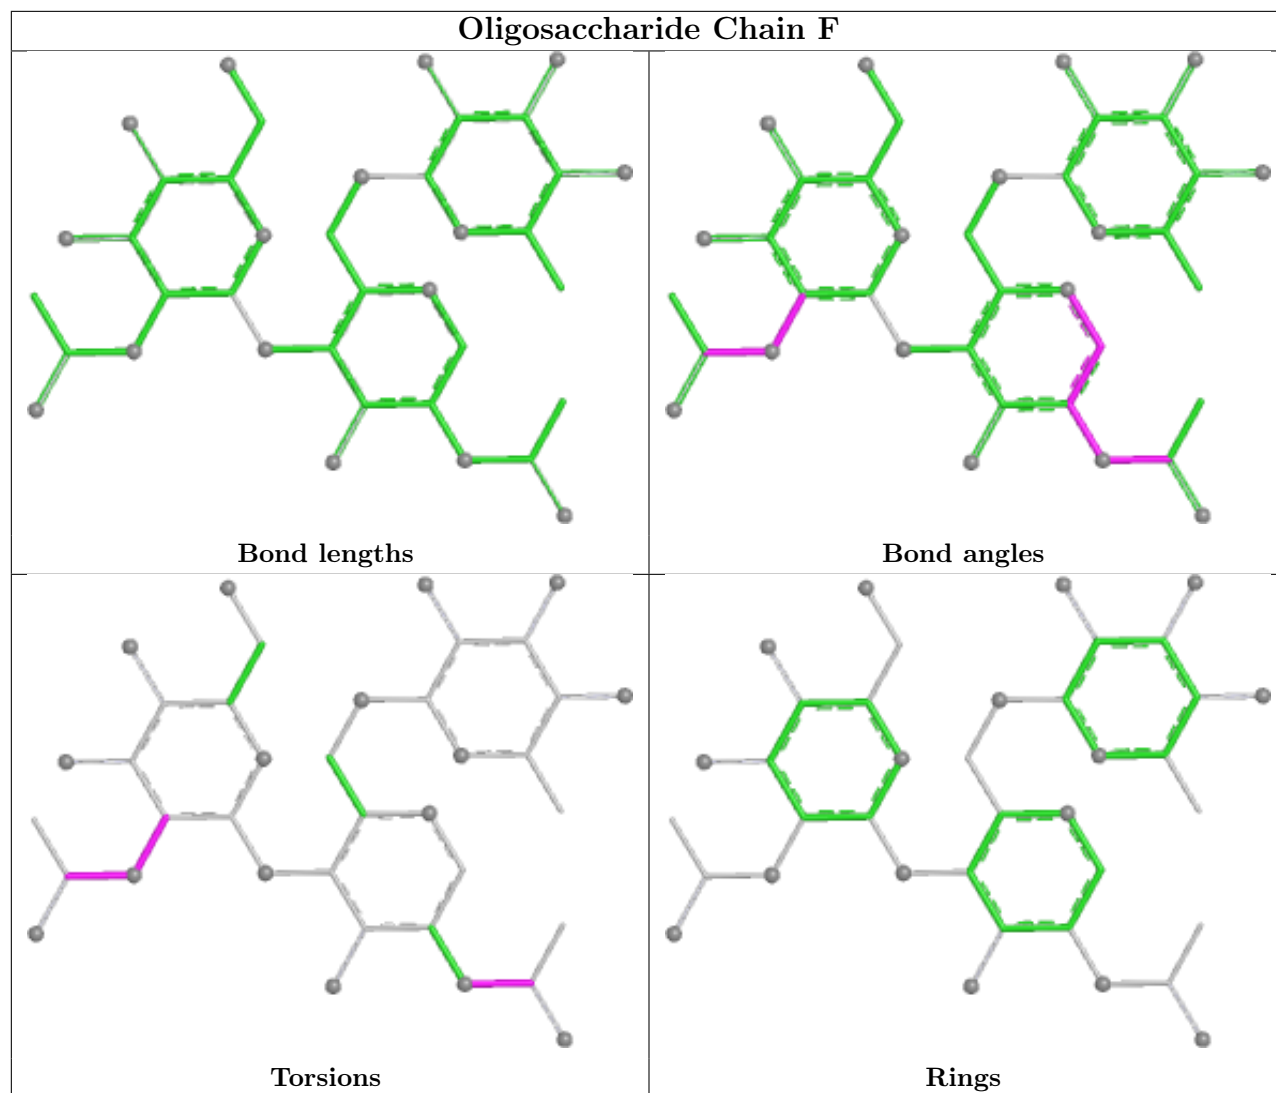 Oligosaccharide Chain F
Bond lengths
Bond angles
Torsions
Rings